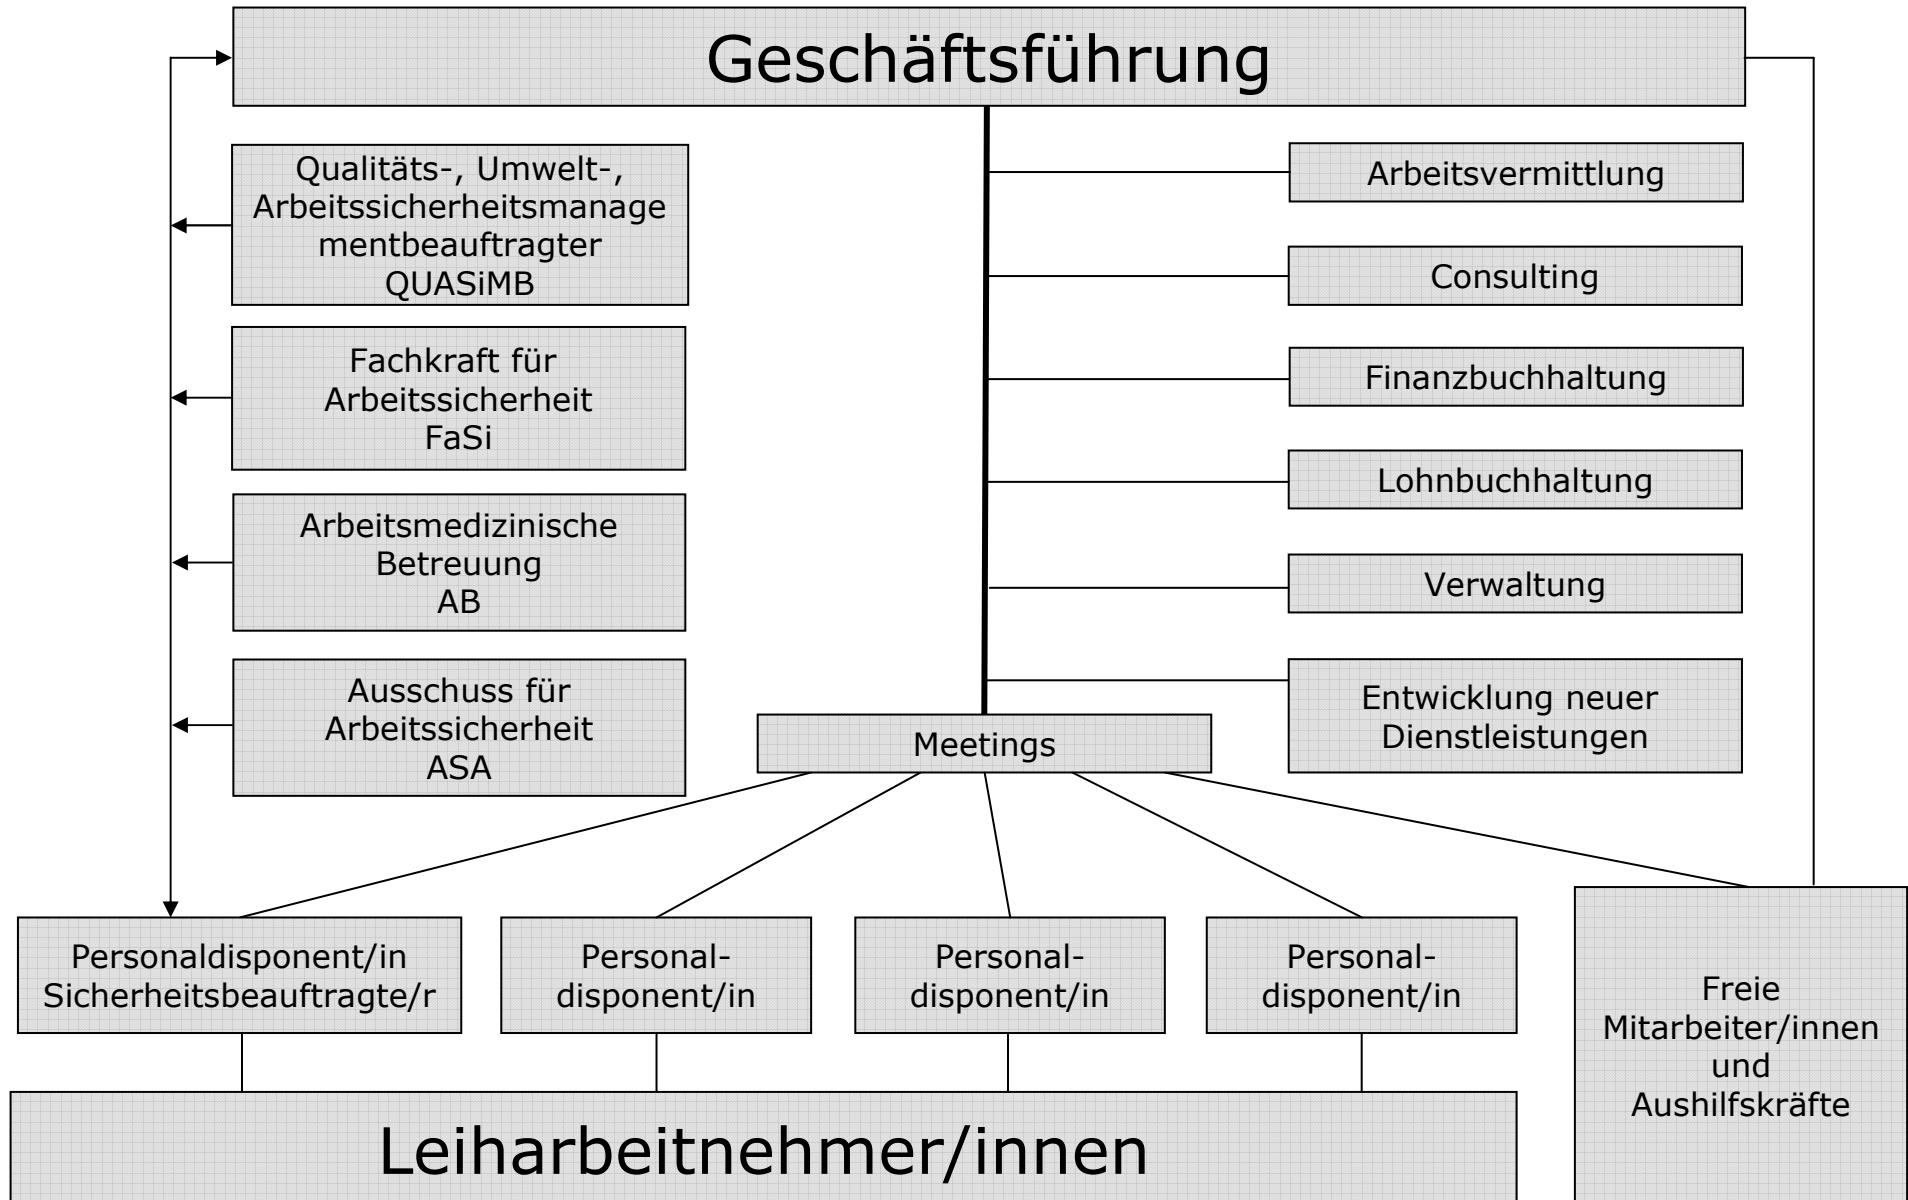 Geschäftsführung
Qualitäts-, Umwelt-,
Arbeitssicherheitsmanage
mentbeauftragter
QUASiMB
Fachkraft für
Arbeitssicherheit
FaSi
Arbeitsmedizinische
Betreuung
AB
Ausschuss für
Arbeitssicherheit
ASA
Arbeitsvermittlung
Consulting
Finanzbuchhaltung
Lohnbuchhaltung
Verwaltung
Entwicklung neuer
Dienstleistungen
Meetings
Personaldisponent/in
Sicherheitsbeauftragte/r
Personal-
disponent/in
Personal-
disponent/in
Personal-
disponent/in
Freie
Mitarbeiter/innen
und
Aushilfskräfte
Leiharbeitnehmer/innen